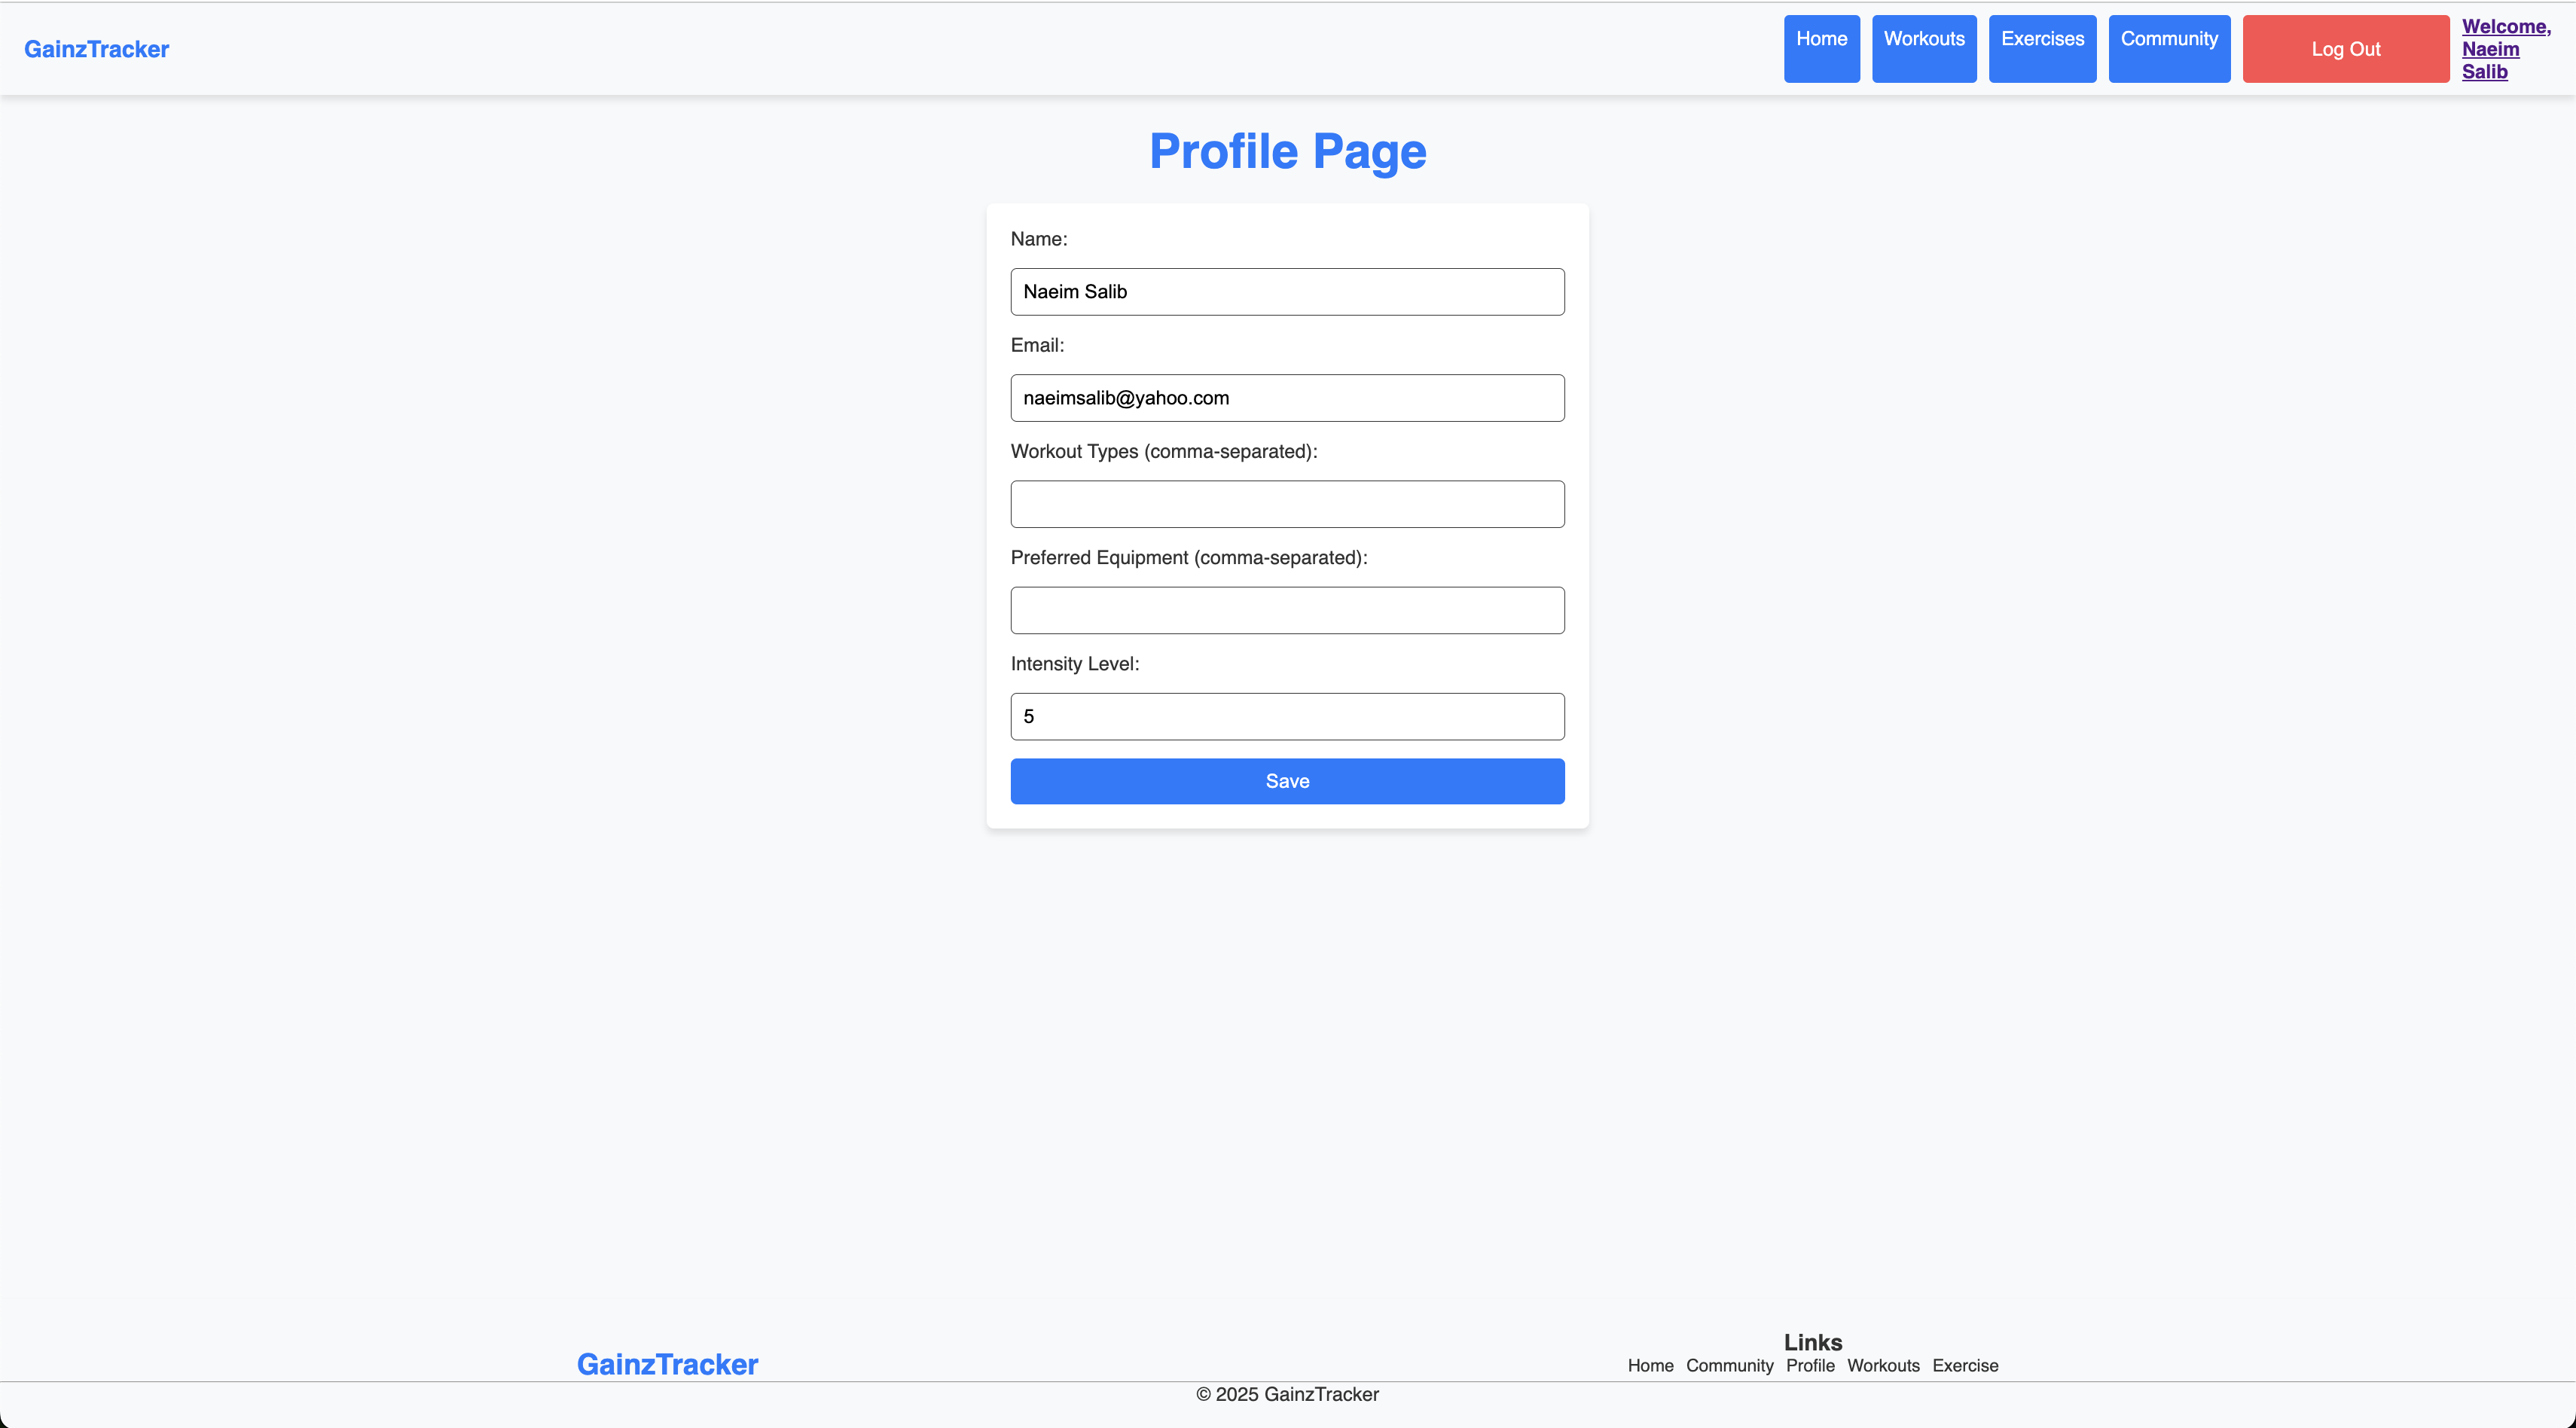 GainzTracker
Home
Workouts
Exercises
Community
Log Out
Welcome,
Naeim
Salib
Profile Page
Name:
Naeim Salib
Email:
naeimsalib@yahoo.com
Workout Types (comma-separated):
Preferred Equipment (comma-separated):
Intensity Level:
5
Save
GainzTracker
Links
Home Community Profile Workouts Exercise
© 2025 GainzTracker